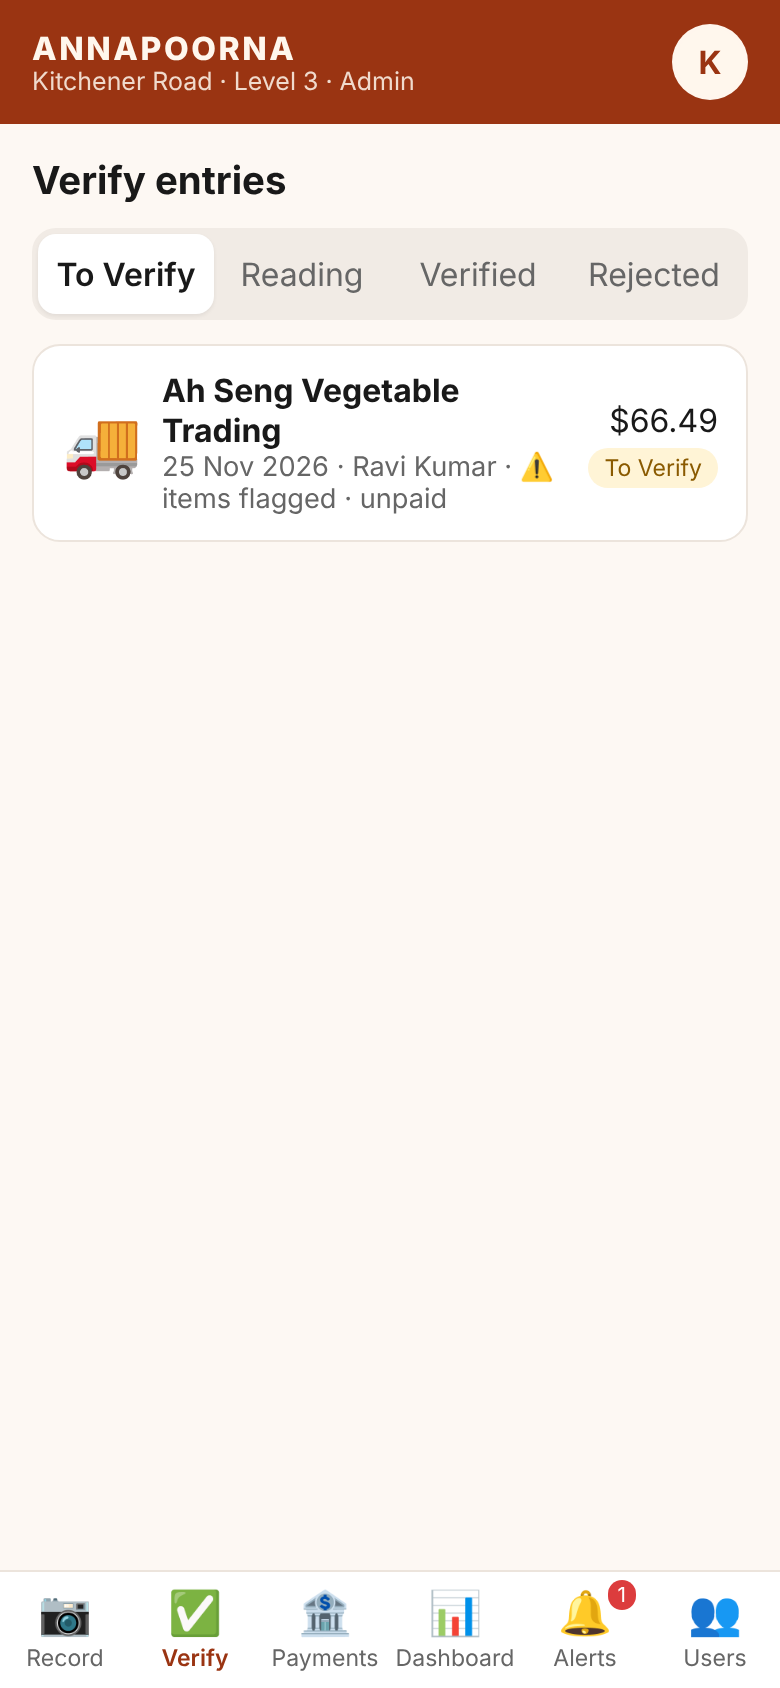 ANNAPOORNA
Kitchener Road · Level 3 · Admin
K
Verify entries
To Verify
Reading
Verified
Rejected
Ah Seng Vegetable
Trading
25 Nov 2026 · Ravi Kumar · ⚠️
items flagged · unpaid
$66.49
To Verify
Record
Verify
Payments
Dashboard
1
Alerts
Users